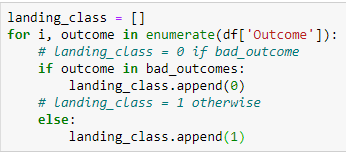 landing_class = []
for i, outcome in enumerate(df['Outcome']):
    # landing_class = 0 if bad_outcome
    if outcome in bad_outcomes:
        landing_class.append(0)
    # landing_class = 1 otherwise
    else:
        landing_class.append(1)